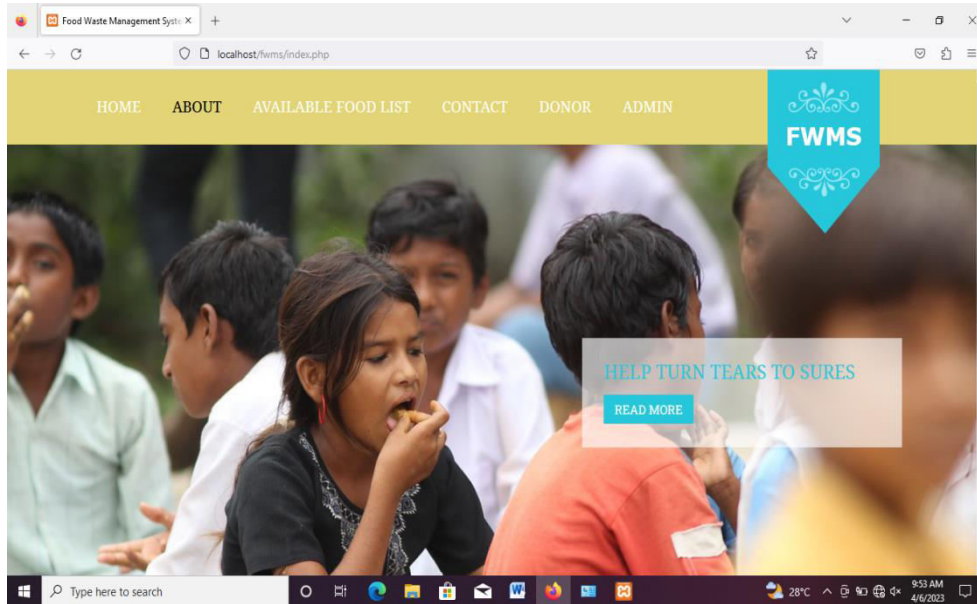 Food Waste Management Syste
localhost/fwms/index.php
HOME ABOUT AVAILABLE FOOD LIST CONTACT DONOR ADMIN
FWMS
HELP TURN TEARS TO SURES
READ MORE
Type here to search
28°C
9:53 AM
4/6/2023